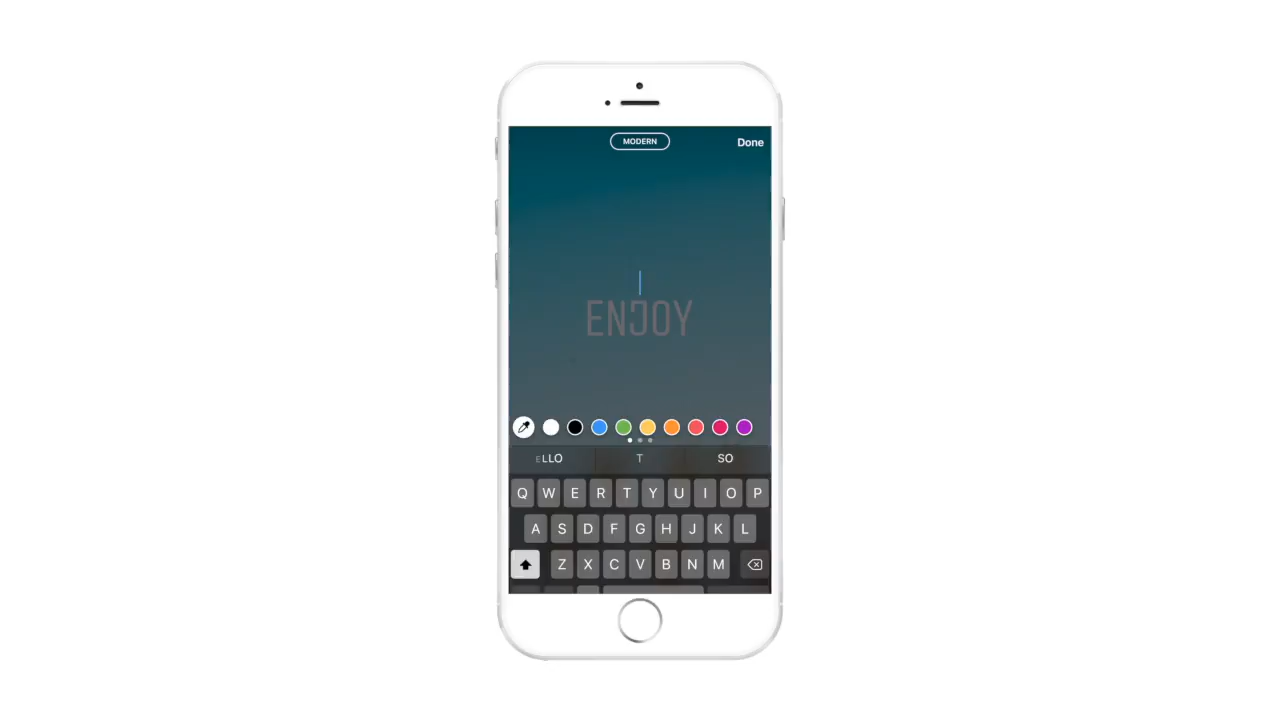 MODERN Done
ENJOY
ELLO T SO
Q W E R T Y U I O P
A S D F G H J K L
Z X C V B N M